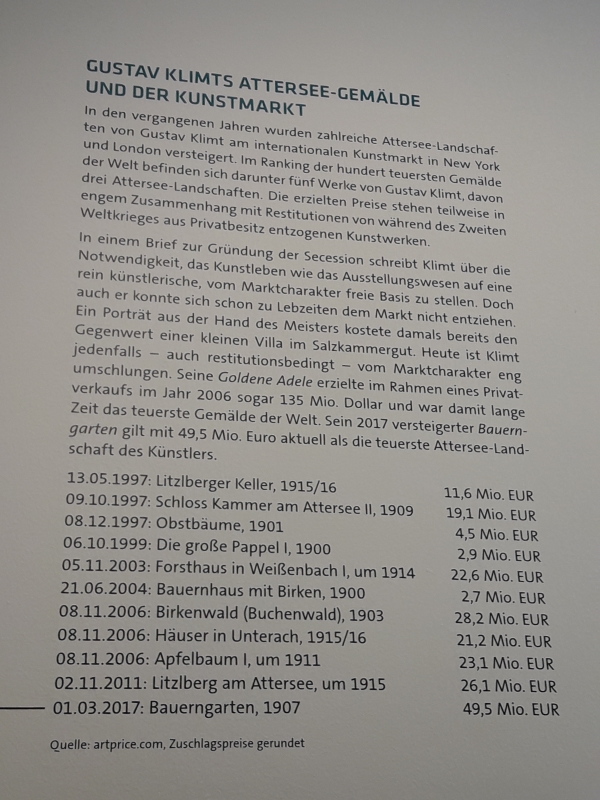 GUSTAV KLIMTS ATTERSEE-GEMÄLDE
UND DER KUNSTMARKT
In den vergangenen Jahren wurden zahlreiche Attersee-Landschaf-
ten von Gustav Klimt am internationalen Kunstmarkt in New York
und London versteigert. Im Ranking der hundert teuersten Gemälde
der Welt befinden sich darunter fünf Werke von Gustav Klimt, davon
drei Attersee-Landschaften. Die erzielten Preise stehen teilweise in
engem Zusammenhang mit Restitutionen von während des Zweiten
Weltkrieges aus Privatbesitz entzogenen Kunstwerken.
In einem Brief zur Gründung der Secession schreibt Klimt über die
Notwendigkeit, das Kunstleben wie das Ausstellungswesen auf eine
rein künstlerische, vom Marktcharakter freie Basis zu stellen. Doch
auch er konnte sich schon zu Lebzeiten dem Markt nicht entziehen.
Ein Porträt aus der Hand des Meisters kostete damals bereits den
Gegenwert einer kleinen Villa im Salzkammergut. Heute ist Klimt
jedenfalls – auch restitutionsbedingt – vom Marktcharakter eng
umschlungen. Seine Goldene Adele erzielte im Rahmen eines Privat-
verkaufs im Jahr 2006 sogar 135 Mio. Dollar und war damit lange
Zeit das teuerste Gemälde der Welt. Sein 2017 versteigerter Bauern-
garten gilt mit 49,5 Mio. Euro aktuell als die teuerste Attersee-Land-
schaft des Künstlers.
13.05.1997: Litzlberger Keller, 1915/16 11,6 Mio. EUR
09.10.1997: Schloss Kammer am Attersee II, 1909 19,1 Mio. EUR
08.12.1997: Obstbäume, 1901 4,5 Mio. EUR
06.10.1999: Die große Pappel I, 1900 2,9 Mio. EUR
05.11.2003: Forsthaus in Weißenbach I, um 1914 22,6 Mio. EUR
21.06.2004: Bauernhaus mit Birken, 1900 2,7 Mio. EUR
08.11.2006: Birkenwald (Buchenwald), 1903 28,2 Mio. EUR
08.11.2006: Häuser in Unterach, 1915/16 21,2 Mio. EUR
08.11.2006: Apfelbaum I, um 1911 23,1 Mio. EUR
02.11.2011: Litzlberg am Attersee, um 1915 26,1 Mio. EUR
01.03.2017: Bauerngarten, 1907 49,5 Mio. EUR
Quelle: artprice.com, Zuschlagspreise gerundet